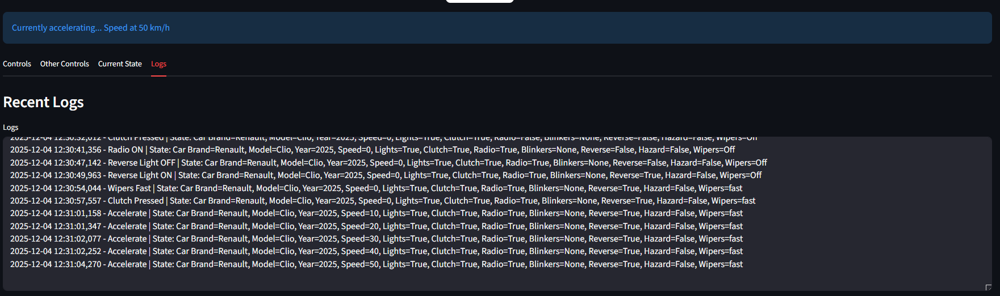 Currently accelerating... Speed at 50 km/h
Controls Other Controls Current State Logs
Recent Logs
Logs
2025-12-04 12:30:32,012 - Clutch Pressed | State: Car Brand=Renault, Model=Clio, Year=2025, Speed=0, Lights=True, Clutch=True, Radio=False, Blinkers=None, Reverse=False, Hazard=False, Wipers=Off
2025-12-04 12:30:41,356 - Radio ON | State: Car Brand=Renault, Model=Clio, Year=2025, Speed=0, Lights=True, Clutch=True, Radio=True, Blinkers=None, Reverse=False, Hazard=False, Wipers=Off
2025-12-04 12:30:47,142 - Reverse Light OFF | State: Car Brand=Renault, Model=Clio, Year=2025, Speed=0, Lights=True, Clutch=True, Radio=True, Blinkers=None, Reverse=False, Hazard=False, Wipers=Off
2025-12-04 12:30:49,963 - Reverse Light ON | State: Car Brand=Renault, Model=Clio, Year=2025, Speed=0, Lights=True, Clutch=True, Radio=True, Blinkers=None, Reverse=True, Hazard=False, Wipers=Off
2025-12-04 12:30:54,044 - Wipers Fast | State: Car Brand=Renault, Model=Clio, Year=2025, Speed=0, Lights=True, Clutch=True, Radio=True, Blinkers=None, Reverse=True, Hazard=False, Wipers=fast
2025-12-04 12:30:57,557 - Clutch Pressed | State: Car Brand=Renault, Model=Clio, Year=2025, Speed=0, Lights=True, Clutch=True, Radio=True, Blinkers=None, Reverse=True, Hazard=False, Wipers=fast
2025-12-04 12:31:01,158 - Accelerate | State: Car Brand=Renault, Model=Clio, Year=2025, Speed=10, Lights=True, Clutch=True, Radio=True, Blinkers=None, Reverse=True, Hazard=False, Wipers=fast
2025-12-04 12:31:01,347 - Accelerate | State: Car Brand=Renault, Model=Clio, Year=2025, Speed=20, Lights=True, Clutch=True, Radio=True, Blinkers=None, Reverse=True, Hazard=False, Wipers=fast
2025-12-04 12:31:02,077 - Accelerate | State: Car Brand=Renault, Model=Clio, Year=2025, Speed=30, Lights=True, Clutch=True, Radio=True, Blinkers=None, Reverse=True, Hazard=False, Wipers=fast
2025-12-04 12:31:02,252 - Accelerate | State: Car Brand=Renault, Model=Clio, Year=2025, Speed=40, Lights=True, Clutch=True, Radio=True, Blinkers=None, Reverse=True, Hazard=False, Wipers=fast
2025-12-04 12:31:04,270 - Accelerate | State: Car Brand=Renault, Model=Clio, Year=2025, Speed=50, Lights=True, Clutch=True, Radio=True, Blinkers=None, Reverse=True, Hazard=False, Wipers=fast